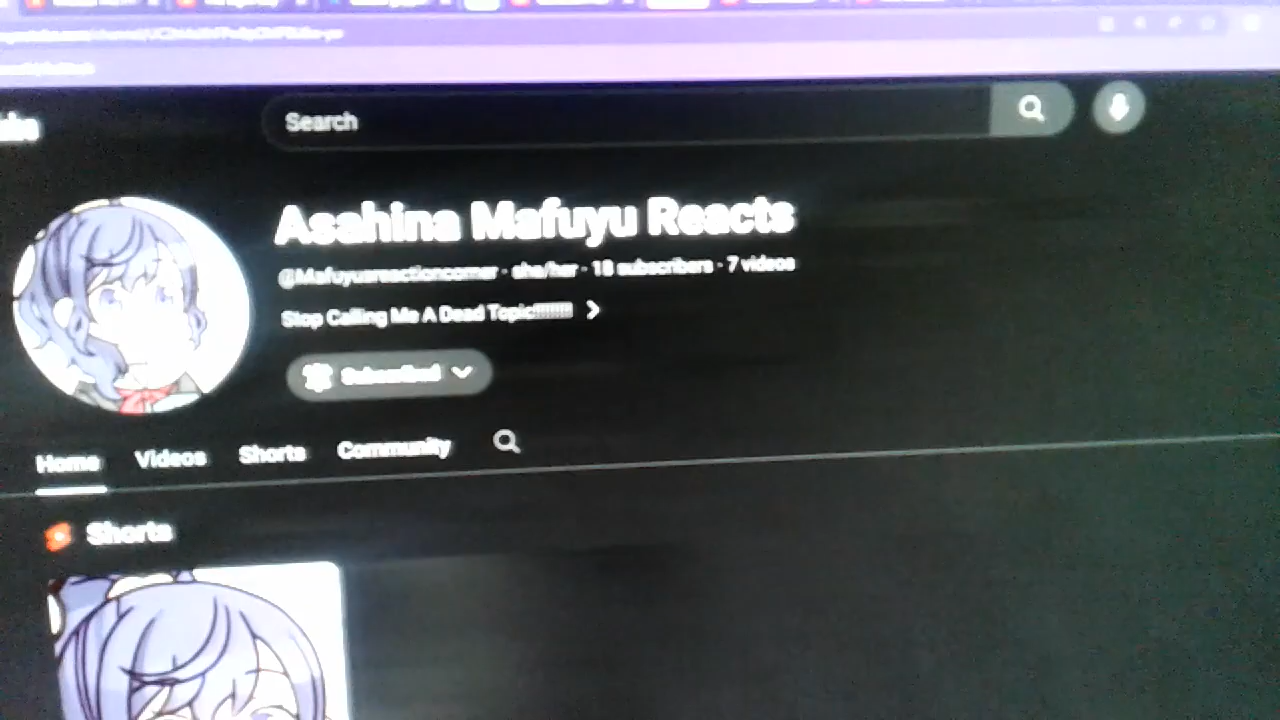 Search
Asahina Mafuyu Reacts
@Mafuyusreactioncorner · she/her · 18 subscribers · 7 videos
Stop Calling Me A Dead Topic!!!!!!!!!
Subscribed
Home Videos Shorts Community
Shorts